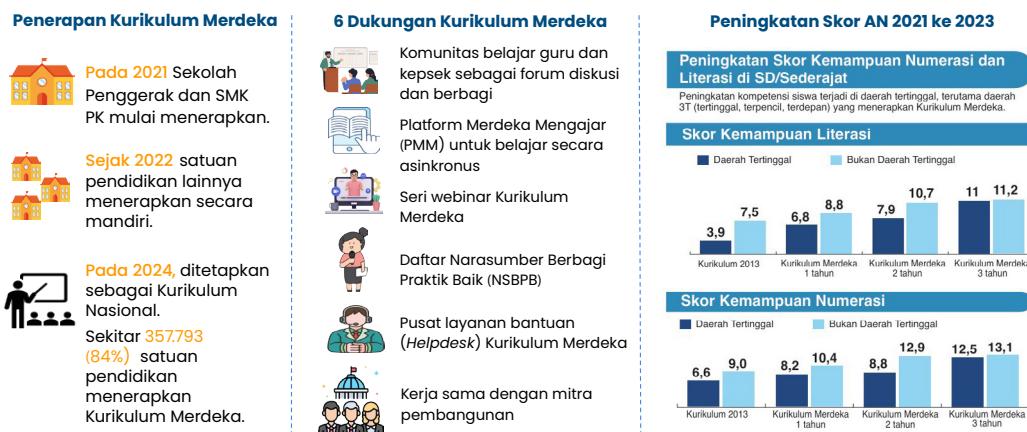 Penerapan Kurikulum Merdeka
Pada 2021 Sekolah
Penggerak dan SMK
PK mulai menerapkan.
Sejak 2022 satuan
pendidikan lainnya
menerapkan secara
mandiri.
Pada 2024, ditetapkan
sebagai Kurikulum
Nasional.
Sekitar 357.793
(84%) satuan
pendidikan
menerapkan
Kurikulum Merdeka.
6 Dukungan Kurikulum Merdeka
Komunitas belajar guru dan
kepsek sebagai forum diskusi
dan berbagi
Platform Merdeka Mengajar
(PMM) untuk belajar secara
asinkronus
Seri webinar Kurikulum
Merdeka
Daftar Narasumber Berbagi
Praktik Baik (NSBPB)
Pusat layanan bantuan
(Helpdesk) Kurikulum Merdeka
Kerja sama dengan mitra
pembangunan
Peningkatan Skor AN 2021 ke 2023
Peningkatan Skor Kemampuan Numerasi dan
Literasi di SD/Sederajat
Peningkatan kompetensi siswa terjadi di daerah tertinggal, terutama daerah
3T (tertinggal, terpencil, terdepan) yang menerapkan Kurikulum Merdeka.
Skor Kemampuan Literasi
Daerah Tertinggal Bukan Daerah Tertinggal
3,9 7,5 6,8 8,8 7,9 10,7 11 11,2
Kurikulum 2013 Kurikulum Merdeka Kurikulum Merdeka Kurikulum Merdeka
1 tahun 2 tahun 3 tahun
Skor Kemampuan Numerasi
Daerah Tertinggal Bukan Daerah Tertinggal
6,6 9,0 8,2 10,4 8,8 12,9 12,5 13,1
Kurikulum 2013 Kurikulum Merdeka Kurikulum Merdeka Kurikulum Merdeka
1 tahun 2 tahun 3 tahun